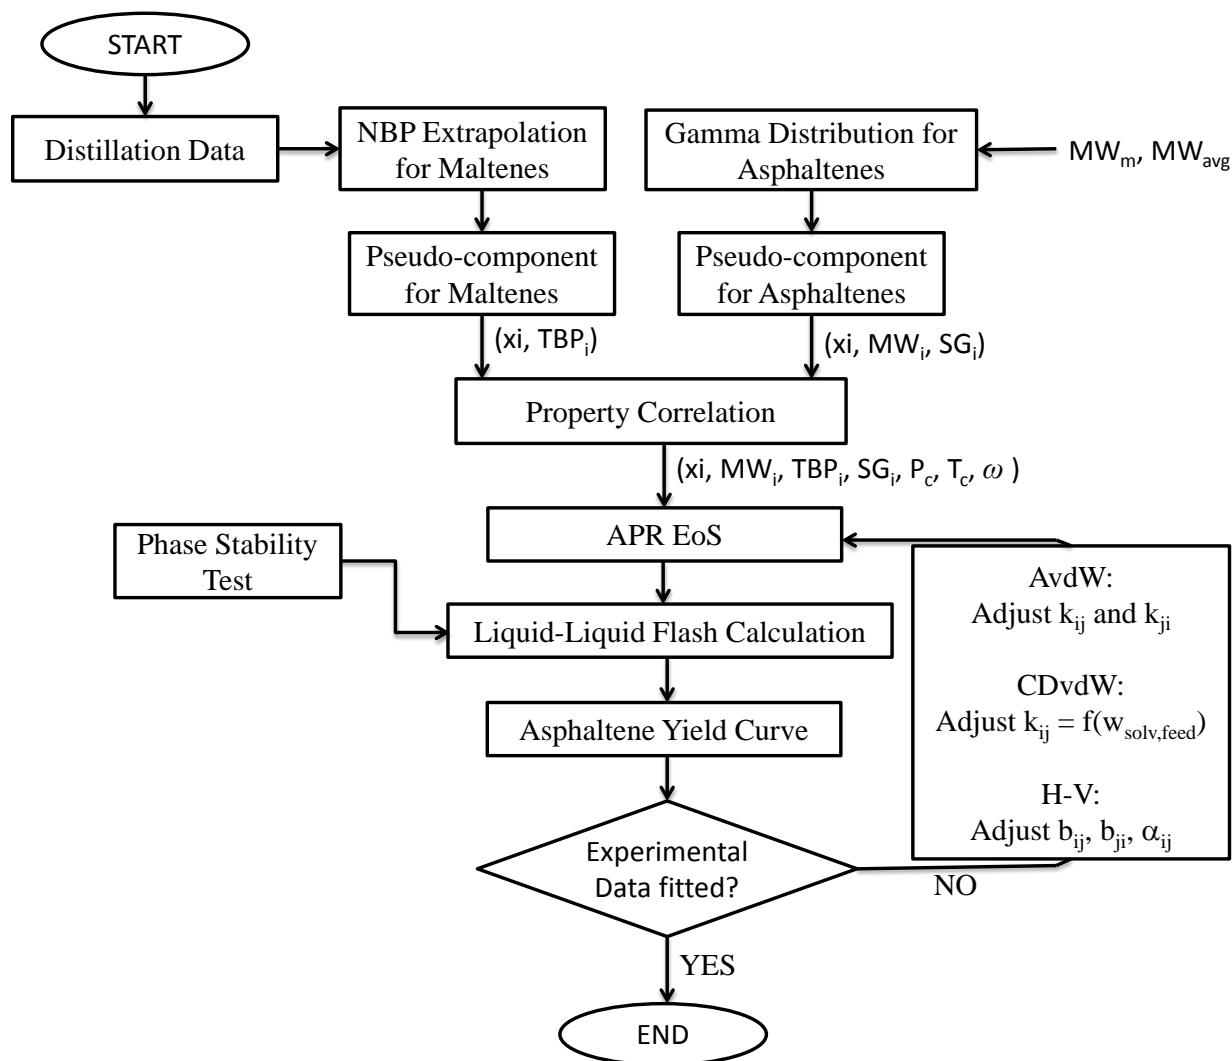 START
Distillation Data
NBP Extrapolation
for Maltenes
Gamma Distribution for
Asphaltenes
MWm, MWavg
Pseudo-component
for Maltenes
Pseudo-component
for Asphaltenes
(xi, TBPi)
(xi, MWi, SGi)
Property Correlation
(xi, MWi, TBPi, SGi, Pc, Tc, ω )
Phase Stability
Test
APR EoS
Liquid-Liquid Flash Calculation
Asphaltene Yield Curve
AvdW:
Adjust kij and kji
CDvdW:
Adjust kij = f(wsolv,feed)
H-V:
Adjust bij, bji, αij
Experimental
Data fitted?
NO
YES
END